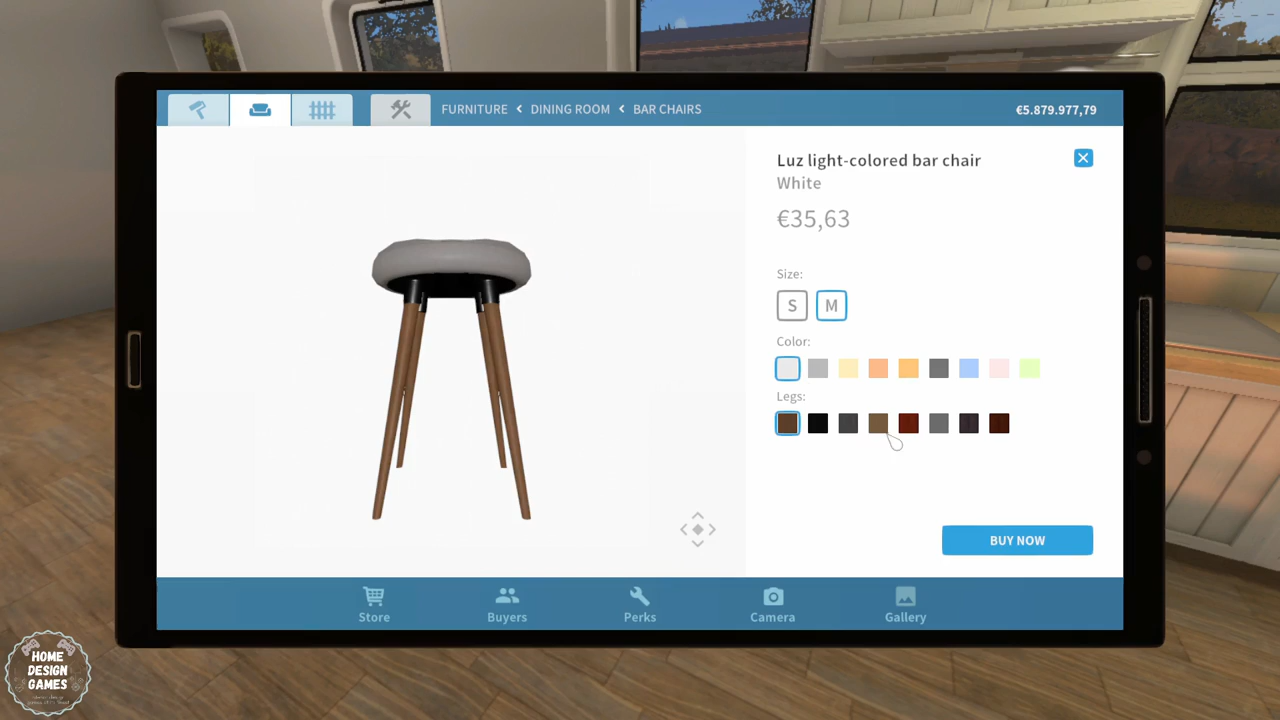 FURNITURE < DINING ROOM < BAR CHAIRS
€5.879.977,79
Luz light-colored bar chair
White
€35,63
Size:
S M
Color:
Legs:
BUY NOW
Store Buyers Perks Camera Gallery
HOME
DESIGN
GAMES